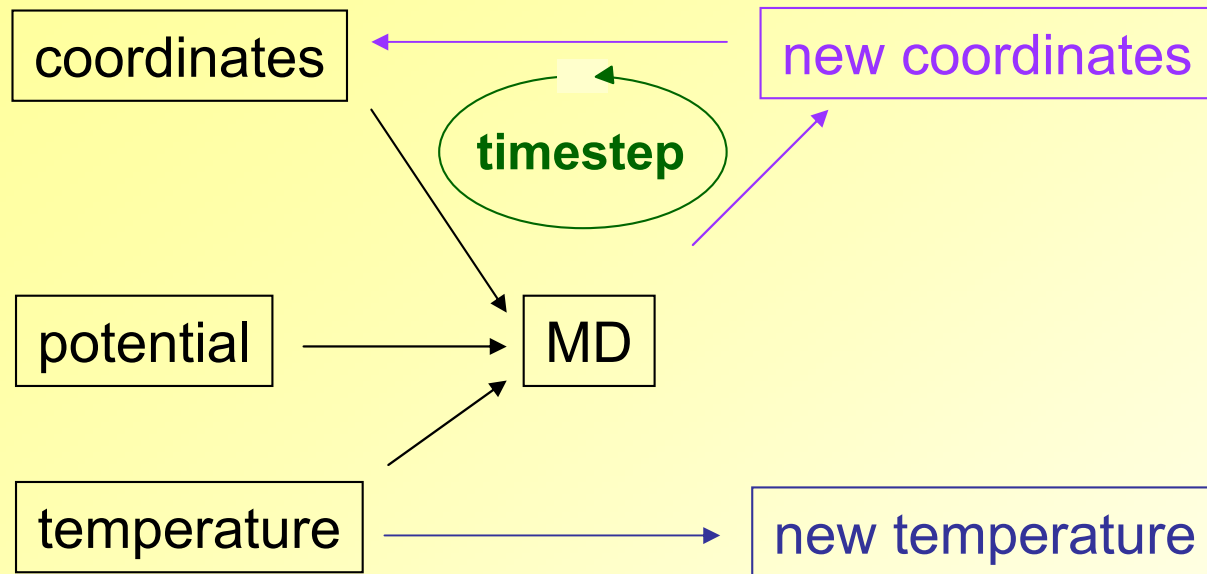 coordinates
new coordinates
timestep
potential
MD
temperature
new temperature